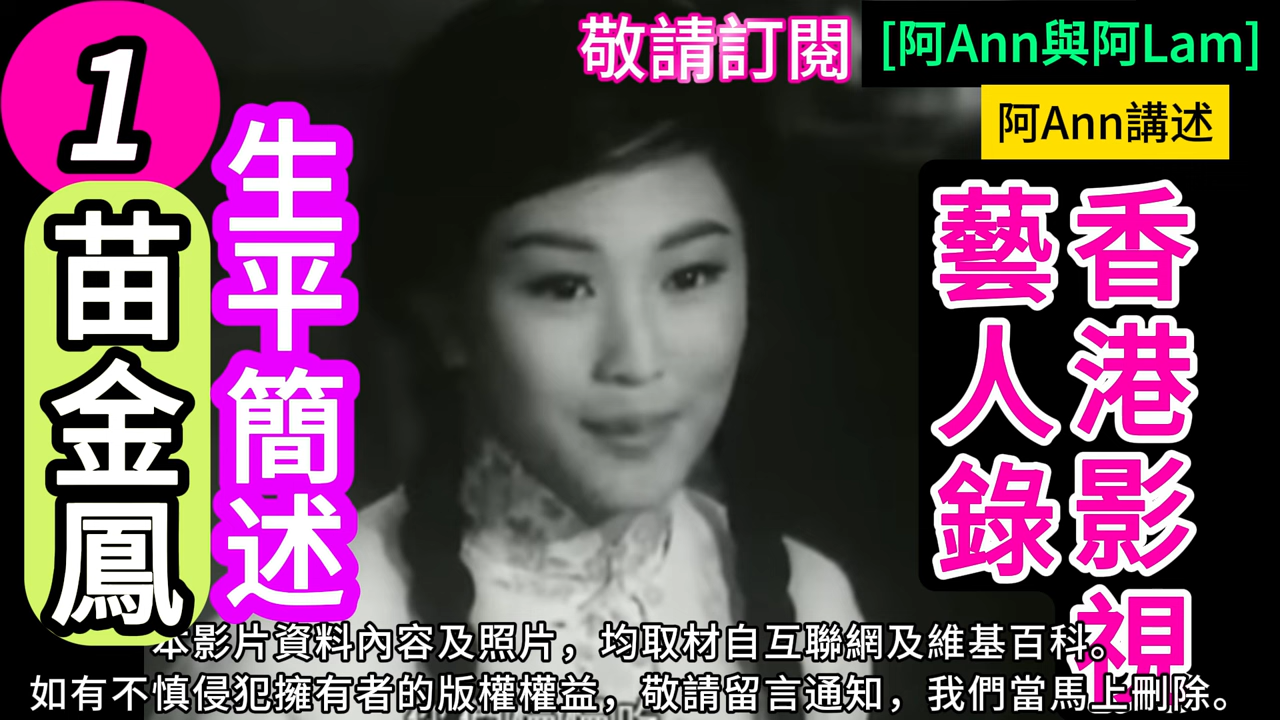 敬請訂閱
[阿Ann與阿Lam]
阿Ann講述
香港影視
藝人錄
1
苗金鳳
生平簡述
本影片資料內容及照片，均取材自互聯網及維基百科。
如有不慎侵犯擁有者的版權權益，敬請留言通知，我們當馬上刪除。